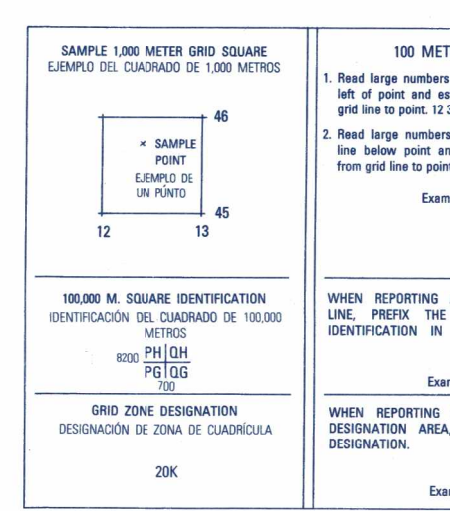 SAMPLE 1,000 METER GRID SQUARE
EJEMPLO DEL CUADRADO DE 1,000 METROS
46
× SAMPLE
POINT
EJEMPLO DE
UN PÚNTO
45
12 13
100,000 M. SQUARE IDENTIFICATION
IDENTIFICACIÓN DEL CUADRADO DE 100,000
METROS
8200 PH QH
PG QG
700
GRID ZONE DESIGNATION
DESIGNACIÓN DE ZONA DE CUADRÍCULA
20K
100 MET
1. Read large numbers
left of point and es
grid line to point. 12 3
2. Read large numbers
line below point an
from grid line to point
Exam
WHEN REPORTING
LINE, PREFIX THE
IDENTIFICATION IN
Exam
WHEN REPORTING
DESIGNATION AREA,
DESIGNATION.
Exa